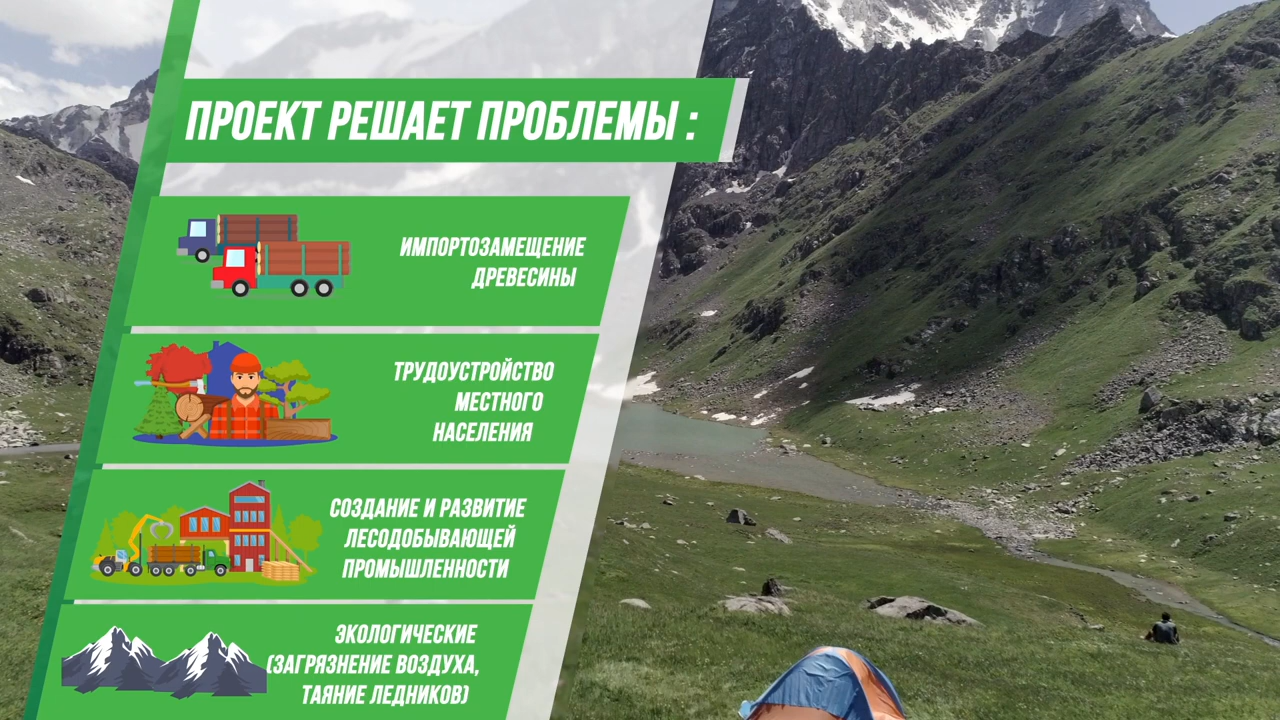 ПРОЕКТ РЕШАЕТ ПРОБЛЕМЫ :
ИМПОРТОЗАМЕЩЕНИЕ
ДРЕВЕСИНЫ
ТРУДОУСТРОЙСТВО
МЕСТНОГО
НАСЕЛЕНИЯ
СОЗДАНИЕ И РАЗВИТИЕ
ЛЕСОДОБЫВАЮЩЕЙ
ПРОМЫШЛЕННОСТИ
ЭКОЛОГИЧЕСКИЕ
(ЗАГРЯЗНЕНИЕ ВОЗДУХА,
ТАЯНИЕ ЛЕДНИКОВ)